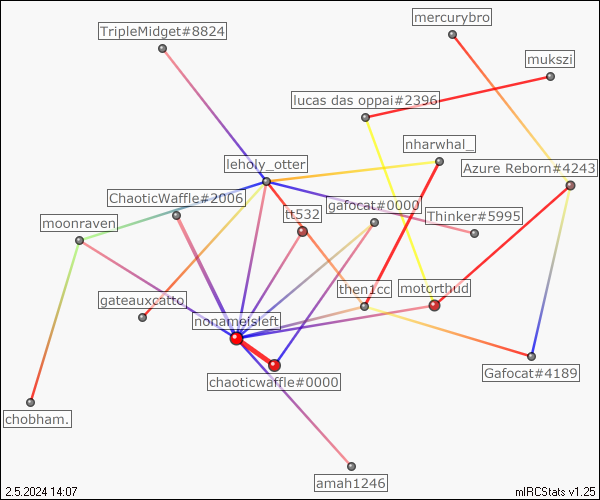 mercurybro
TripleMidget#8824
mukszi
lucas das oppai#2396
nharwhal_
leholy_otter
Azure Reborn#4243
ChaoticWaffle#2006
gafocat#0000
tt532
Thinker#5995
moonraven
then1cc
motorthud
gateauxcatto
nonameisleft
Gafocat#4189
chaoticwaffle#0000
chobham.
amah1246
2.5.2024 14:07
mIRCStats v1.25